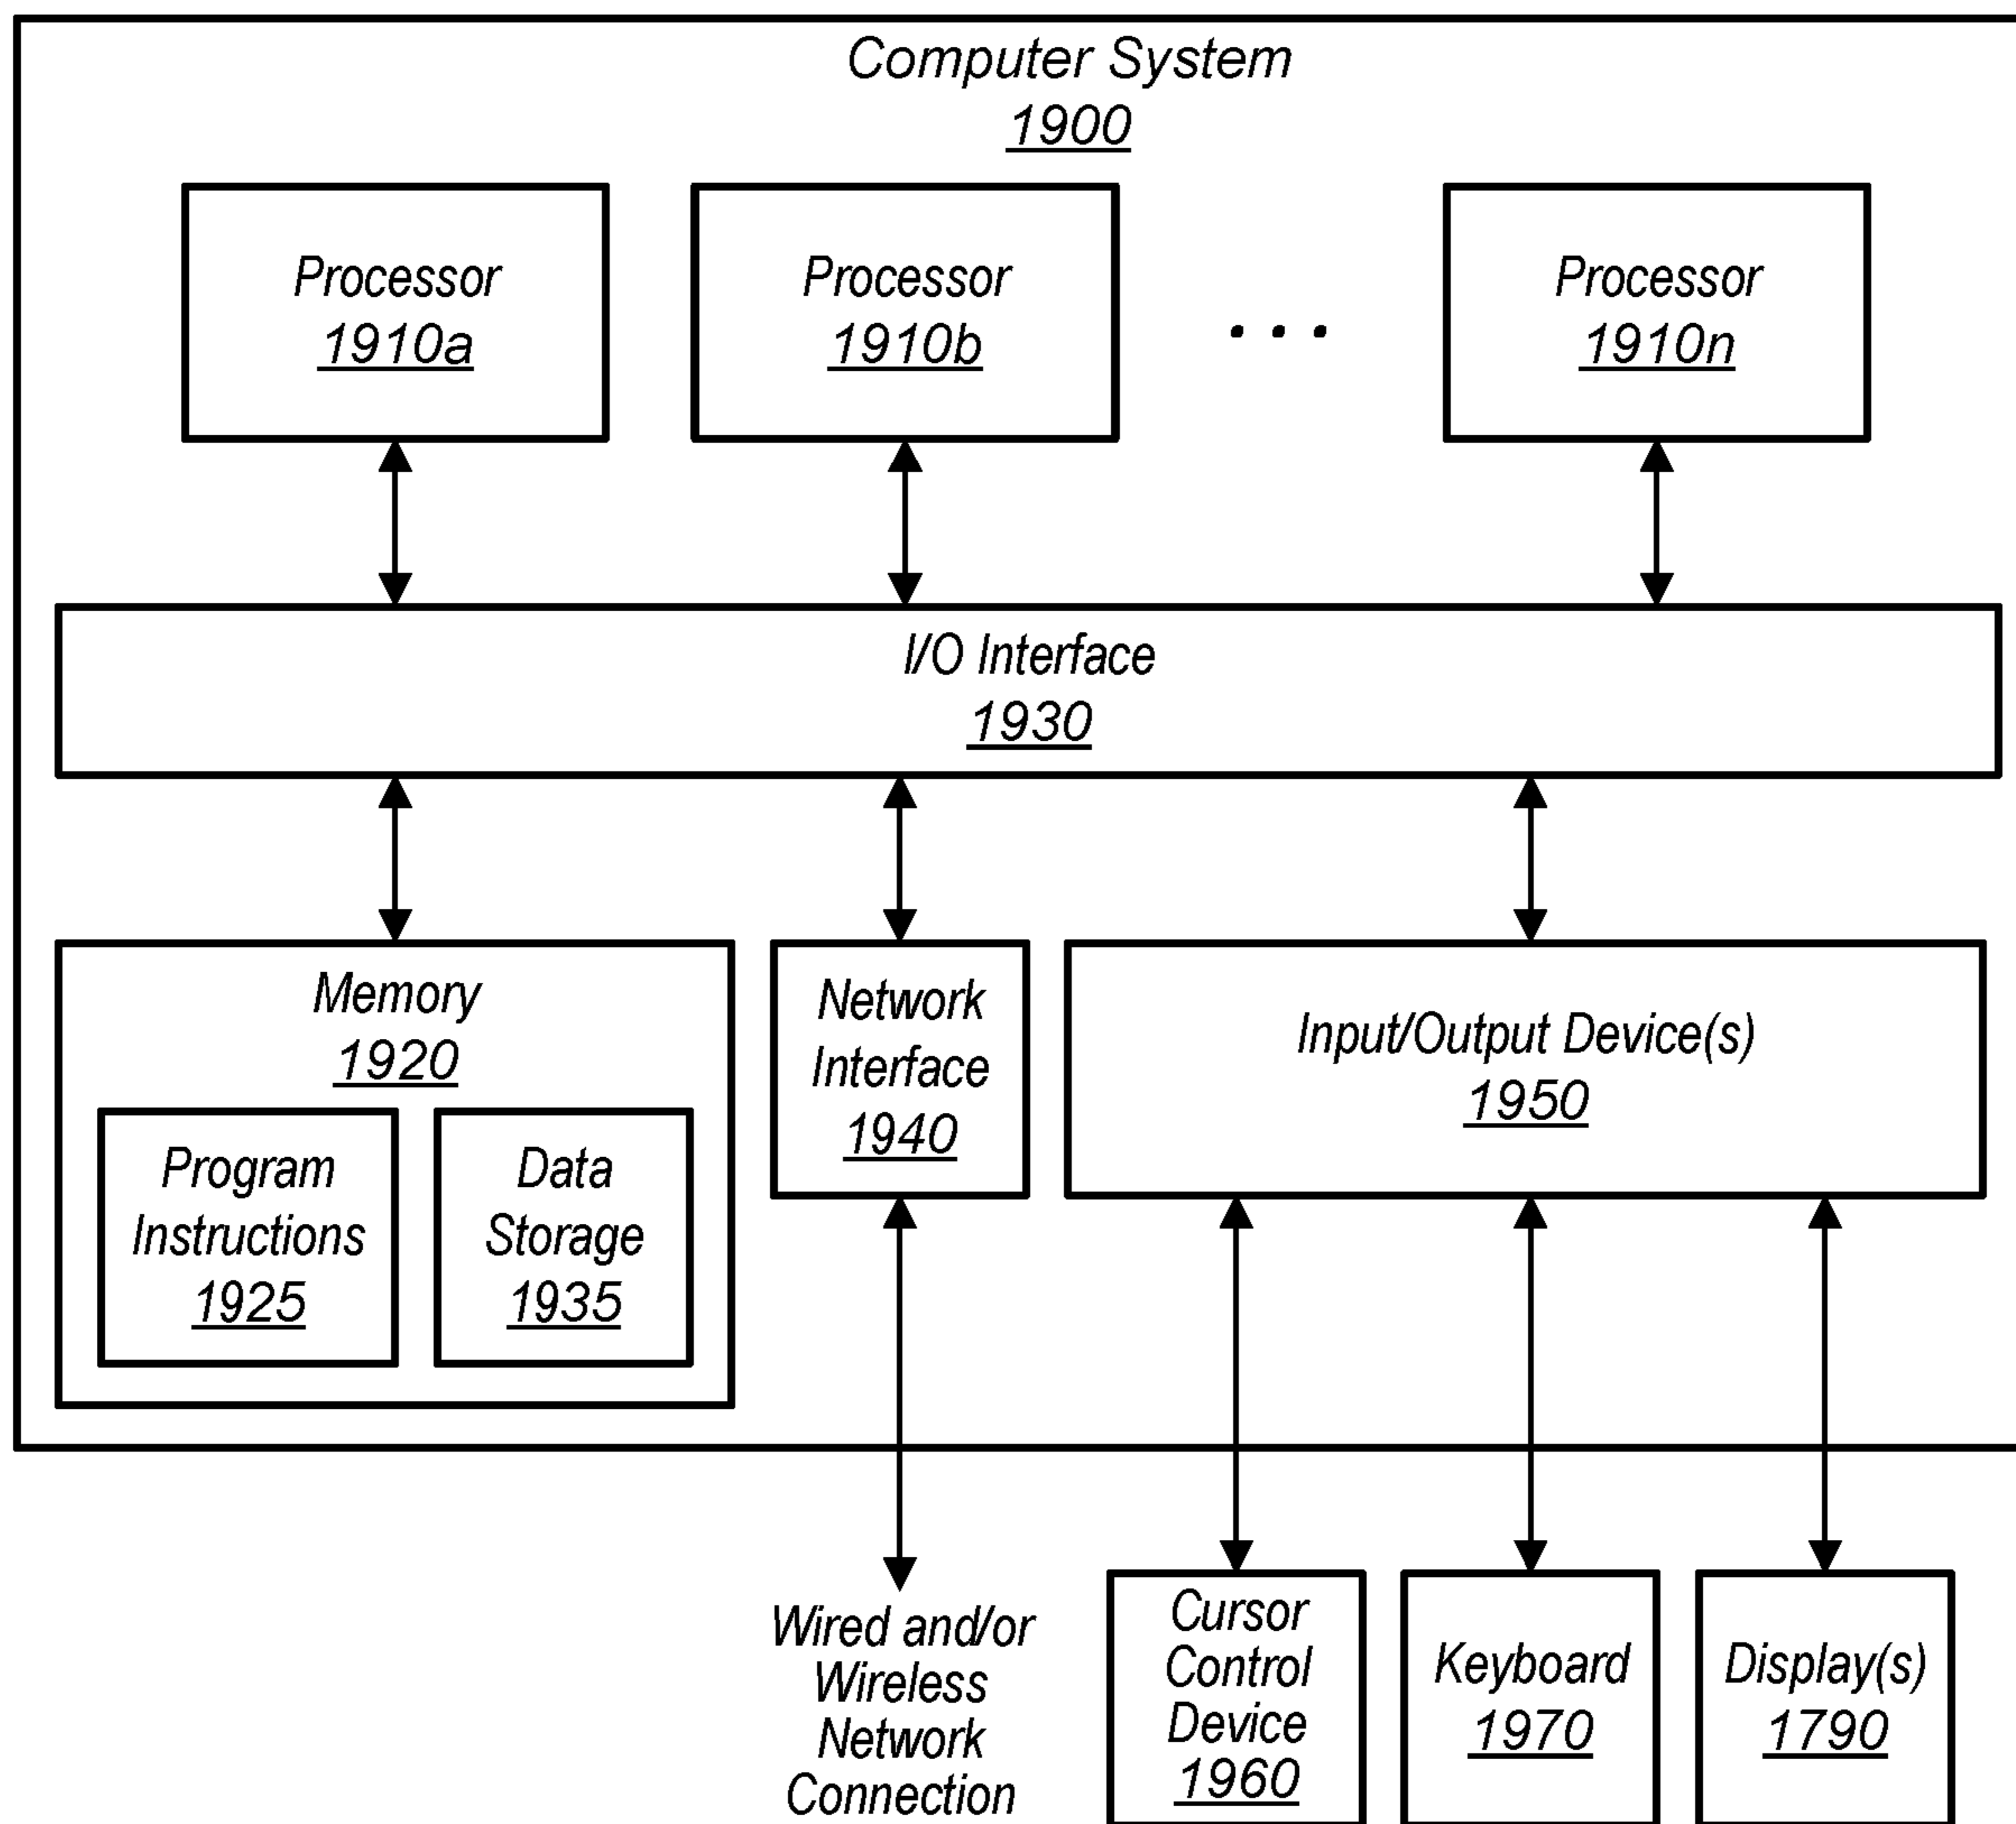 Computer System
1900
Processor
1910a
Processor
1910b
. . .
Processor
1910n
I/O Interface
1930
Memory
1920
Program
Instructions
1925
Data
Storage
1935
Network
Interface
1940
Input/Output Device(s)
1950
Wired and/or
Wireless
Network
Connection
Cursor
Control
Device
1960
Keyboard
1970
Display(s)
1790